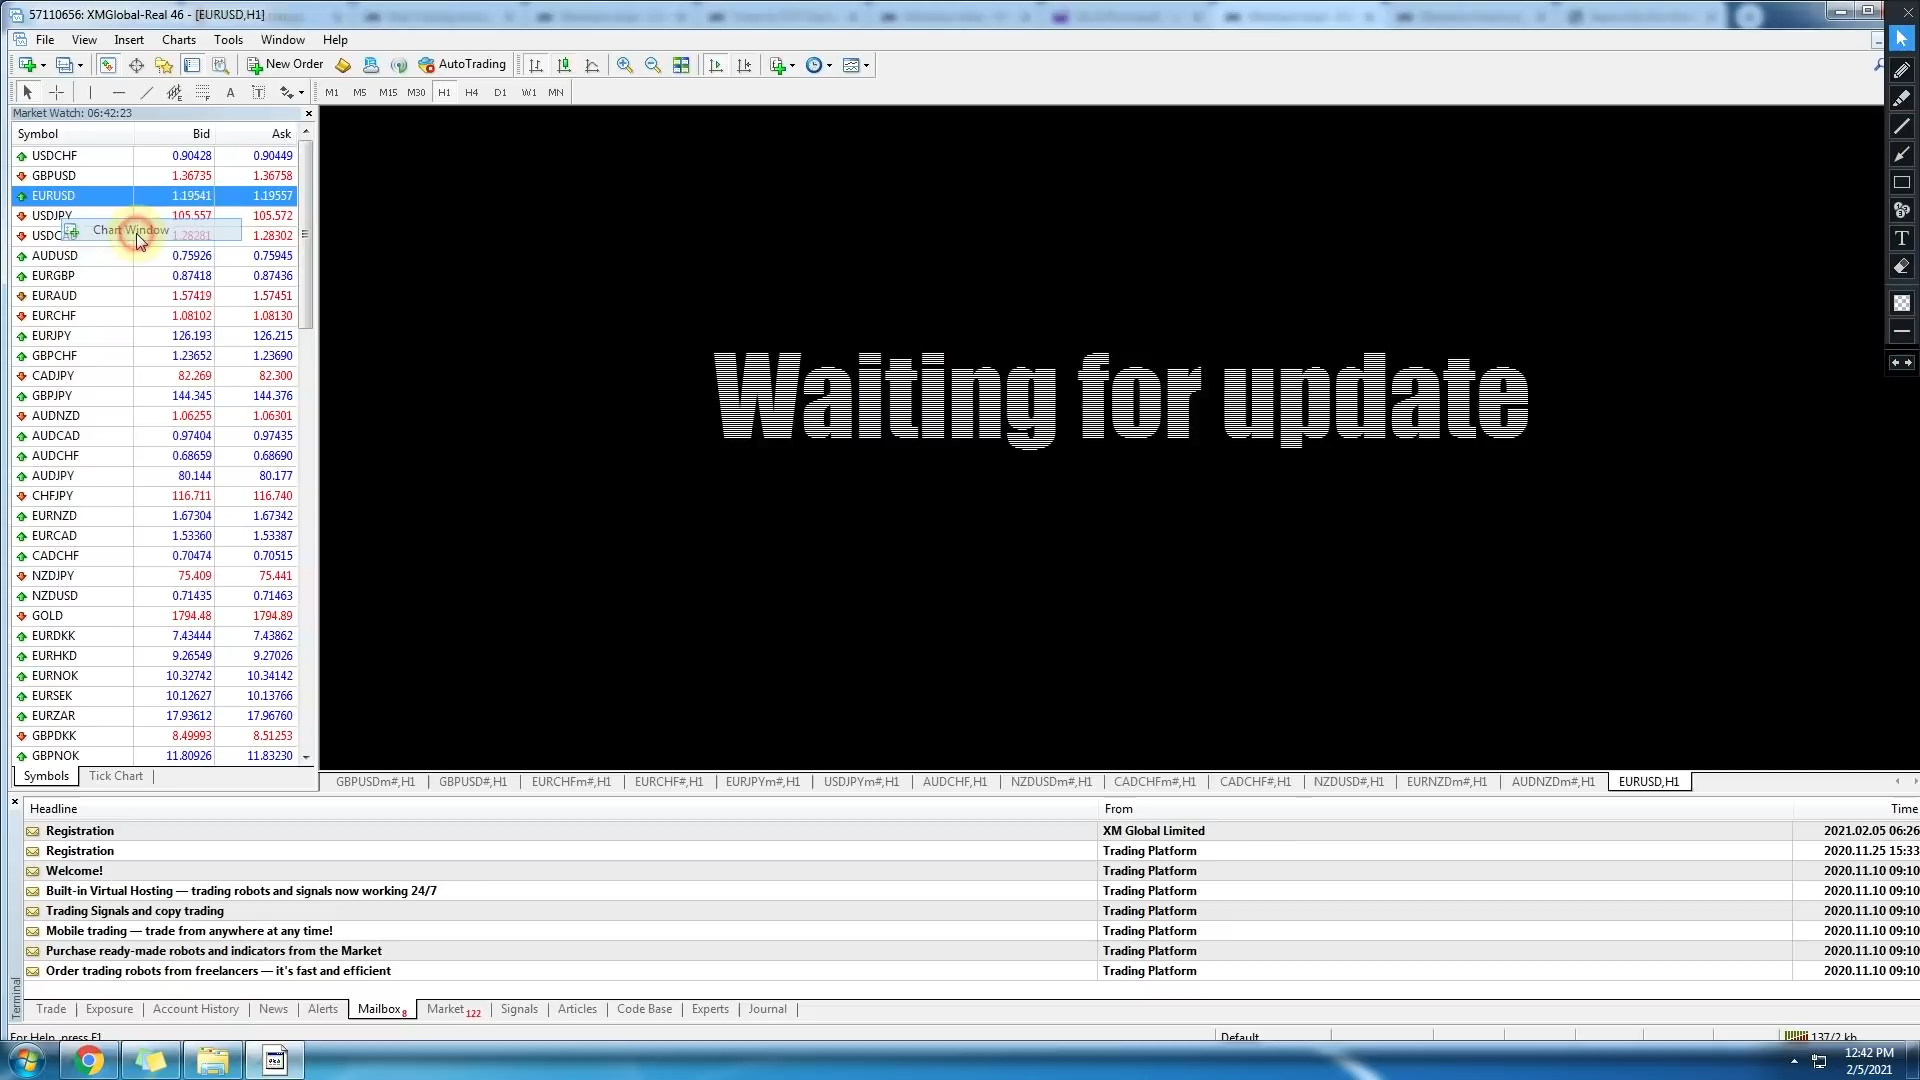 57110656: XMGlobal-Real 46 - [EURUSD,H1]
File View Insert Charts Tools Window Help
New Order AutoTrading
A T M1 M5 M15 M30 H1 H4 D1 W1 MN
Market Watch: 06:42:23
Symbol Bid Ask
USDCHF 0.90428 0.90449
GBPUSD 1.36735 1.36758
EURUSD 1.19541 1.19557
USDJPY 105.557 105.572
Chart Window
USDCAD 1.28281 1.28302
AUDUSD 0.75926 0.75945
EURGBP 0.87418 0.87436
EURAUD 1.57419 1.57451
EURCHF 1.08102 1.08130
EURJPY 126.193 126.215
GBPCHF 1.23652 1.23690
CADJPY 82.269 82.300
GBPJPY 144.345 144.376
AUDNZD 1.06255 1.06301
AUDCAD 0.97404 0.97435
AUDCHF 0.68659 0.68690
AUDJPY 80.144 80.177
CHFJPY 116.711 116.740
EURNZD 1.67304 1.67342
EURCAD 1.53360 1.53387
CADCHF 0.70474 0.70515
NZDJPY 75.409 75.441
NZDUSD 0.71435 0.71463
GOLD 1794.48 1794.89
EURDKK 7.43444 7.43862
EURHKD 9.26549 9.27026
EURNOK 10.32742 10.34142
EURSEK 10.12627 10.13766
EURZAR 17.93612 17.96760
GBPDKK 8.49993 8.51253
GBPNOK 11.80926 11.83230
Symbols Tick Chart
Waiting for update
GBPUSDm#,H1 GBPUSD#,H1 EURCHFm#,H1 EURCHF#,H1 EURJPYm#,H1 USDJPYm#,H1 AUDCHF,H1 NZDUSDm#,H1 CADCHFm#,H1 CADCHF#,H1 NZDUSD#,H1 EURNZDm#,H1 AUDNZDm#,H1 EURUSD,H1
Headline From Time
Registration XM Global Limited 2021.02.05 06:26
Registration Trading Platform 2020.11.25 15:33
Welcome! Trading Platform 2020.11.10 09:10
Built-in Virtual Hosting — trading robots and signals now working 24/7 Trading Platform 2020.11.10 09:10
Trading Signals and copy trading Trading Platform 2020.11.10 09:10
Mobile trading — trade from anywhere at any time! Trading Platform 2020.11.10 09:10
Purchase ready-made robots and indicators from the Market Trading Platform 2020.11.10 09:10
Order trading robots from freelancers — it's fast and efficient Trading Platform 2020.11.10 09:10
Terminal
Trade Exposure Account History News Alerts Mailbox 8 Market 122 Signals Articles Code Base Experts Journal
For Help, press F1 Default 137/2 kb
12:42 PM
2/5/2021